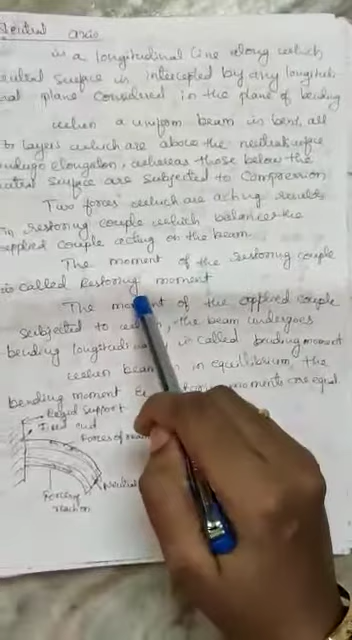 Neutral axis
is a longitudinal line along which
neutral surface is intercepted by any longitudi
nal plane considered in the plane of bending
when a uniform beam is bent, all
layers which are above the neutral surface
undergo elongation, whereas those below the
neutral surface are subjected to compression
Two forces which are acting results
in restoring couple which balances the
applied couple acting on the beam
The moment of the restoring couple
is called Restoring moment
The moment of the applied couple
subjected to which, the beam undergoes
bending longitudi is called bending moment
when beam in equilibrium, the
bending moment moments are equal.
Rigid support
Fixed end
Forces of
Neutral
Forces of
reaction